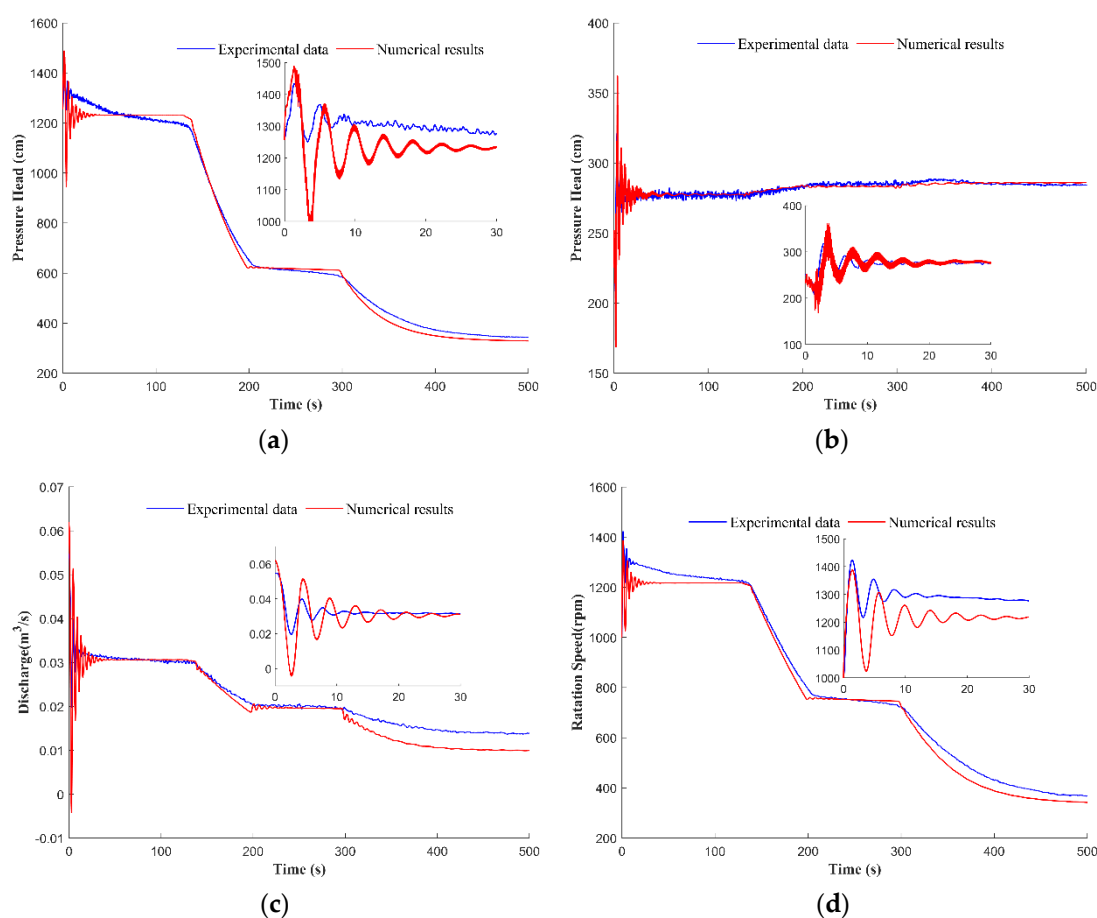 1600
1400
1200
1000
800
600
400
200
Pressure Head (cm)
Experimental data Numerical results
1500
1400
1300
1200
1100
1000
0 10 20 30
0 100 200 300 400 500
Time (s)
(a)
400
350
300
250
200
150
Pressure Head (cm)
Experimental data Numerical results
400
300
200
100
0 10 20 30
0 100 200 300 400 500
Time (s)
(b)
0.07
0.06
0.05
0.04
0.03
0.02
0.01
0
-0.01
Discharge(m³/s)
Experimental data Numerical results
0.06
0.04
0.02
0
0 10 20 30
0 100 200 300 400 500
Time (s)
(c)
1600
1400
1200
1000
800
600
400
200
Ratation Speed(rpm)
Experimental data Numerical results
1500
1400
1300
1200
1100
1000
0 10 20 30
0 100 200 300 400 500
Time (s)
(d)